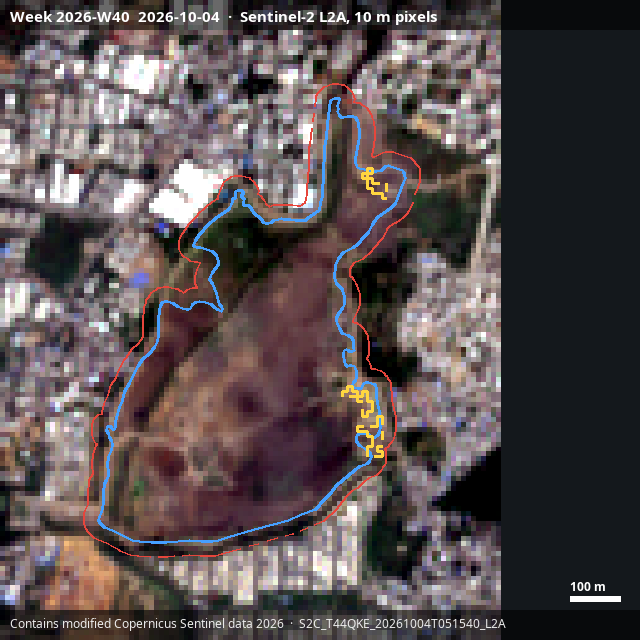 Week 2026-W40  2026-10-04  ·  Sentinel-2 L2A, 10 m pixels
100 m
Contains modified Copernicus Sentinel data 2026  ·  S2C_T44QKE_20261004T051540_L2A